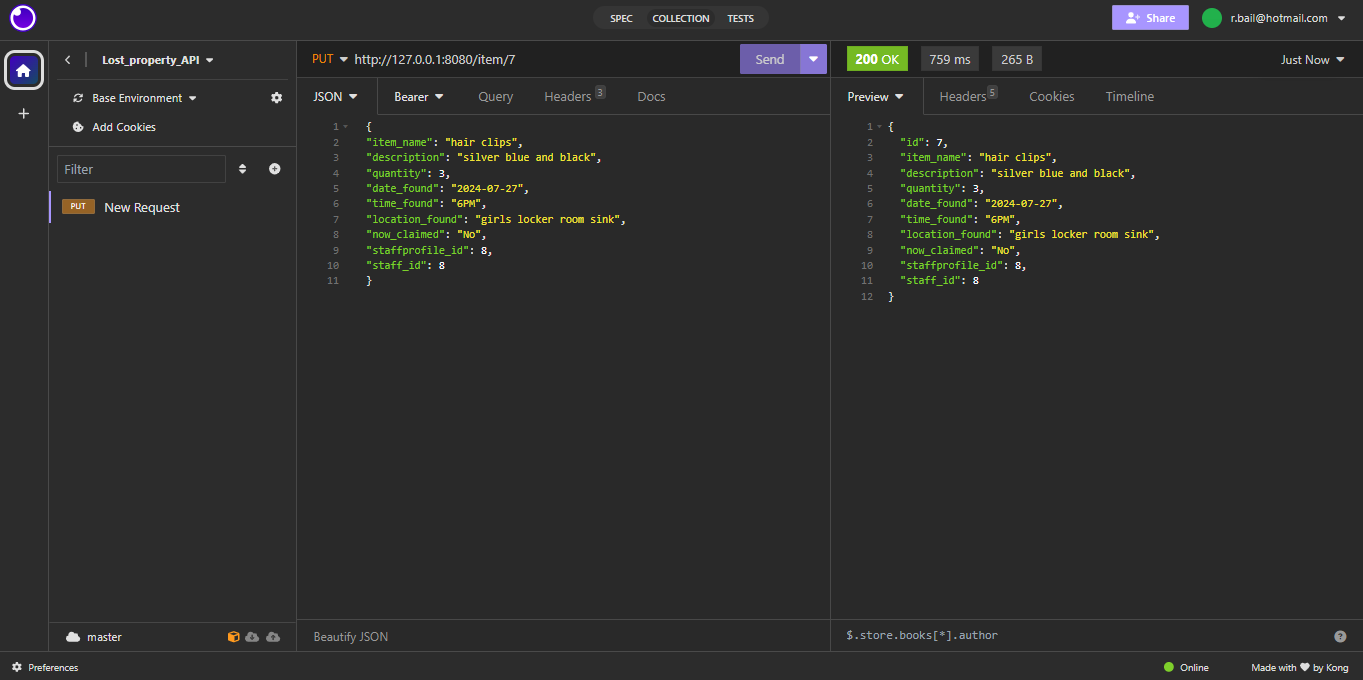 SPEC COLLECTION TESTS
Share
r.bail@hotmail.com
Lost_property_API
Base Environment
Add Cookies
Filter
PUT New Request
master
PUT http://127.0.0.1:8080/item/7
Send
JSON Bearer Query Headers 3 Docs
1 {
2 "item_name": "hair clips",
3 "description": "silver blue and black",
4 "quantity": 3,
5 "date_found": "2024-07-27",
6 "time_found": "6PM",
7 "location_found": "girls locker room sink",
8 "now_claimed": "No",
9 "staffprofile_id": 8,
10 "staff_id": 8
11 }
Beautify JSON
200 OK 759 ms 265 B Just Now
Preview Headers 5 Cookies Timeline
1 {
2 "id": 7,
3 "item_name": "hair clips",
4 "description": "silver blue and black",
5 "quantity": 3,
6 "date_found": "2024-07-27",
7 "time_found": "6PM",
8 "location_found": "girls locker room sink",
9 "now_claimed": "No",
10 "staffprofile_id": 8,
11 "staff_id": 8
12 }
$.store.books[*].author
Preferences
Online
Made with ♥ by Kong